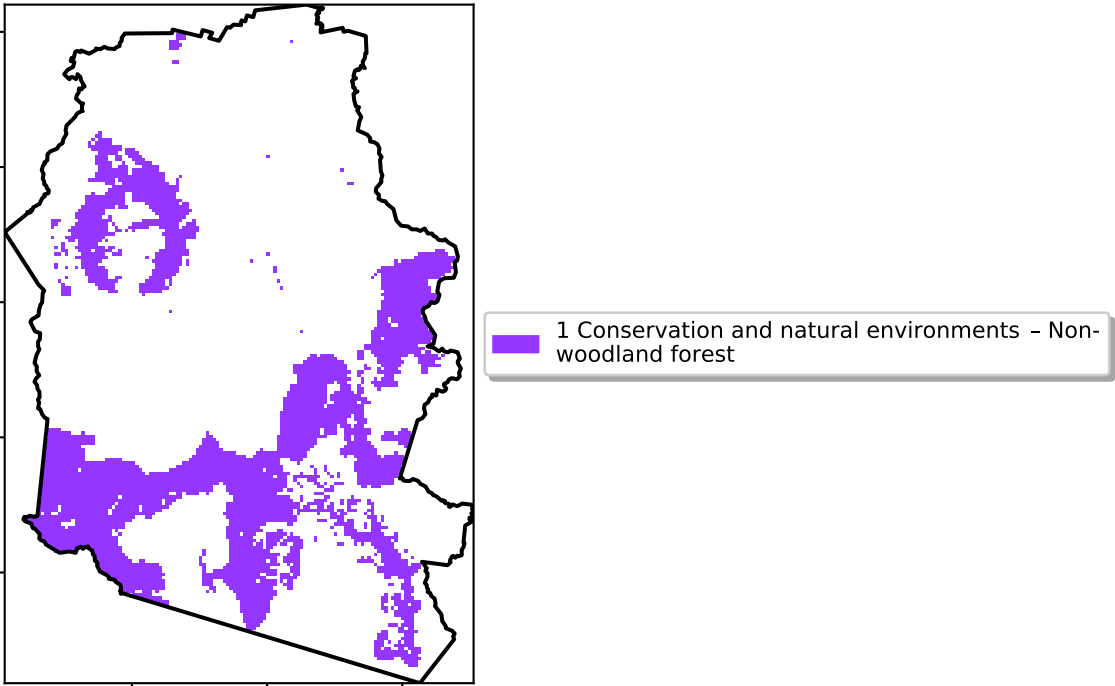 1 Conservation and natural environments – Non-
woodland forest